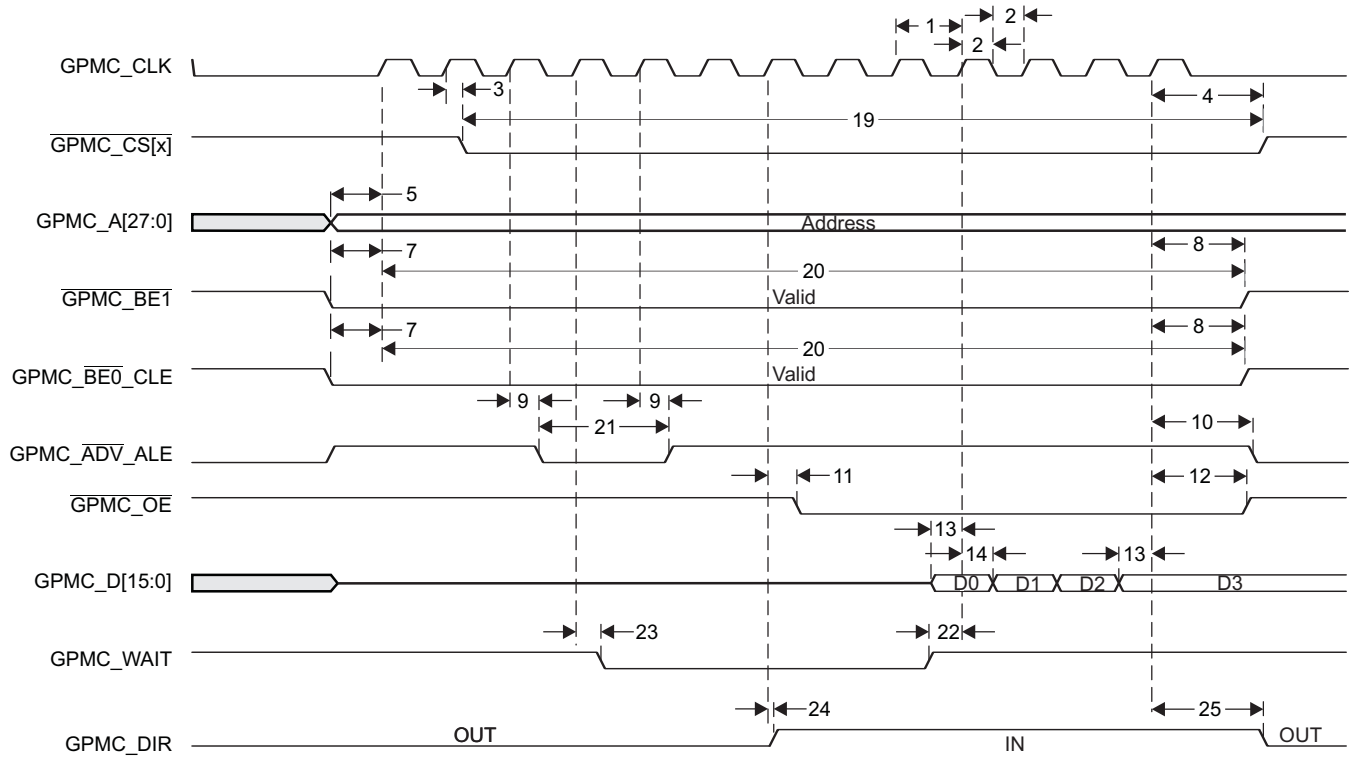 1
2
2
GPMC_CLK
3
4
19
GPMC_CS[x]
5
GPMC_A[27:0]
Address
7
8
20
GPMC_BE1
Valid
7
8
20
GPMC_BE0_CLE
Valid
9
9
21
10
GPMC_ADV_ALE
11
12
GPMC_OE
13
14
13
GPMC_D[15:0]
D0
D1
D2
D3
23
22
GPMC_WAIT
24
25
GPMC_DIR
OUT
IN
OUT